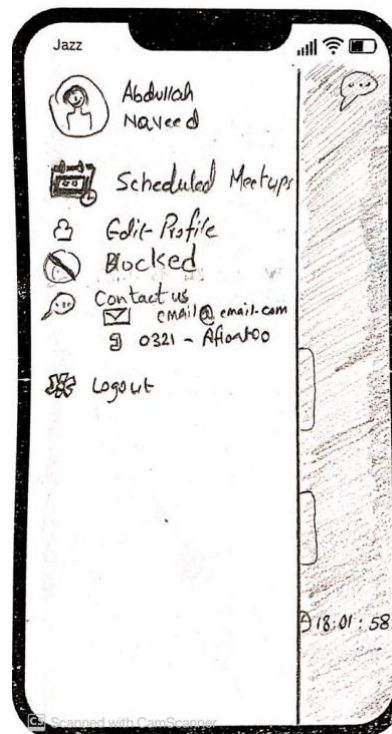 Jazz
Abdullah
Naveed
Scheduled Meetups
Edit-Profile
Blocked
Contact us
email@email.com
0321 -
Logout
18:01:58
CS Scanned with CamScanner